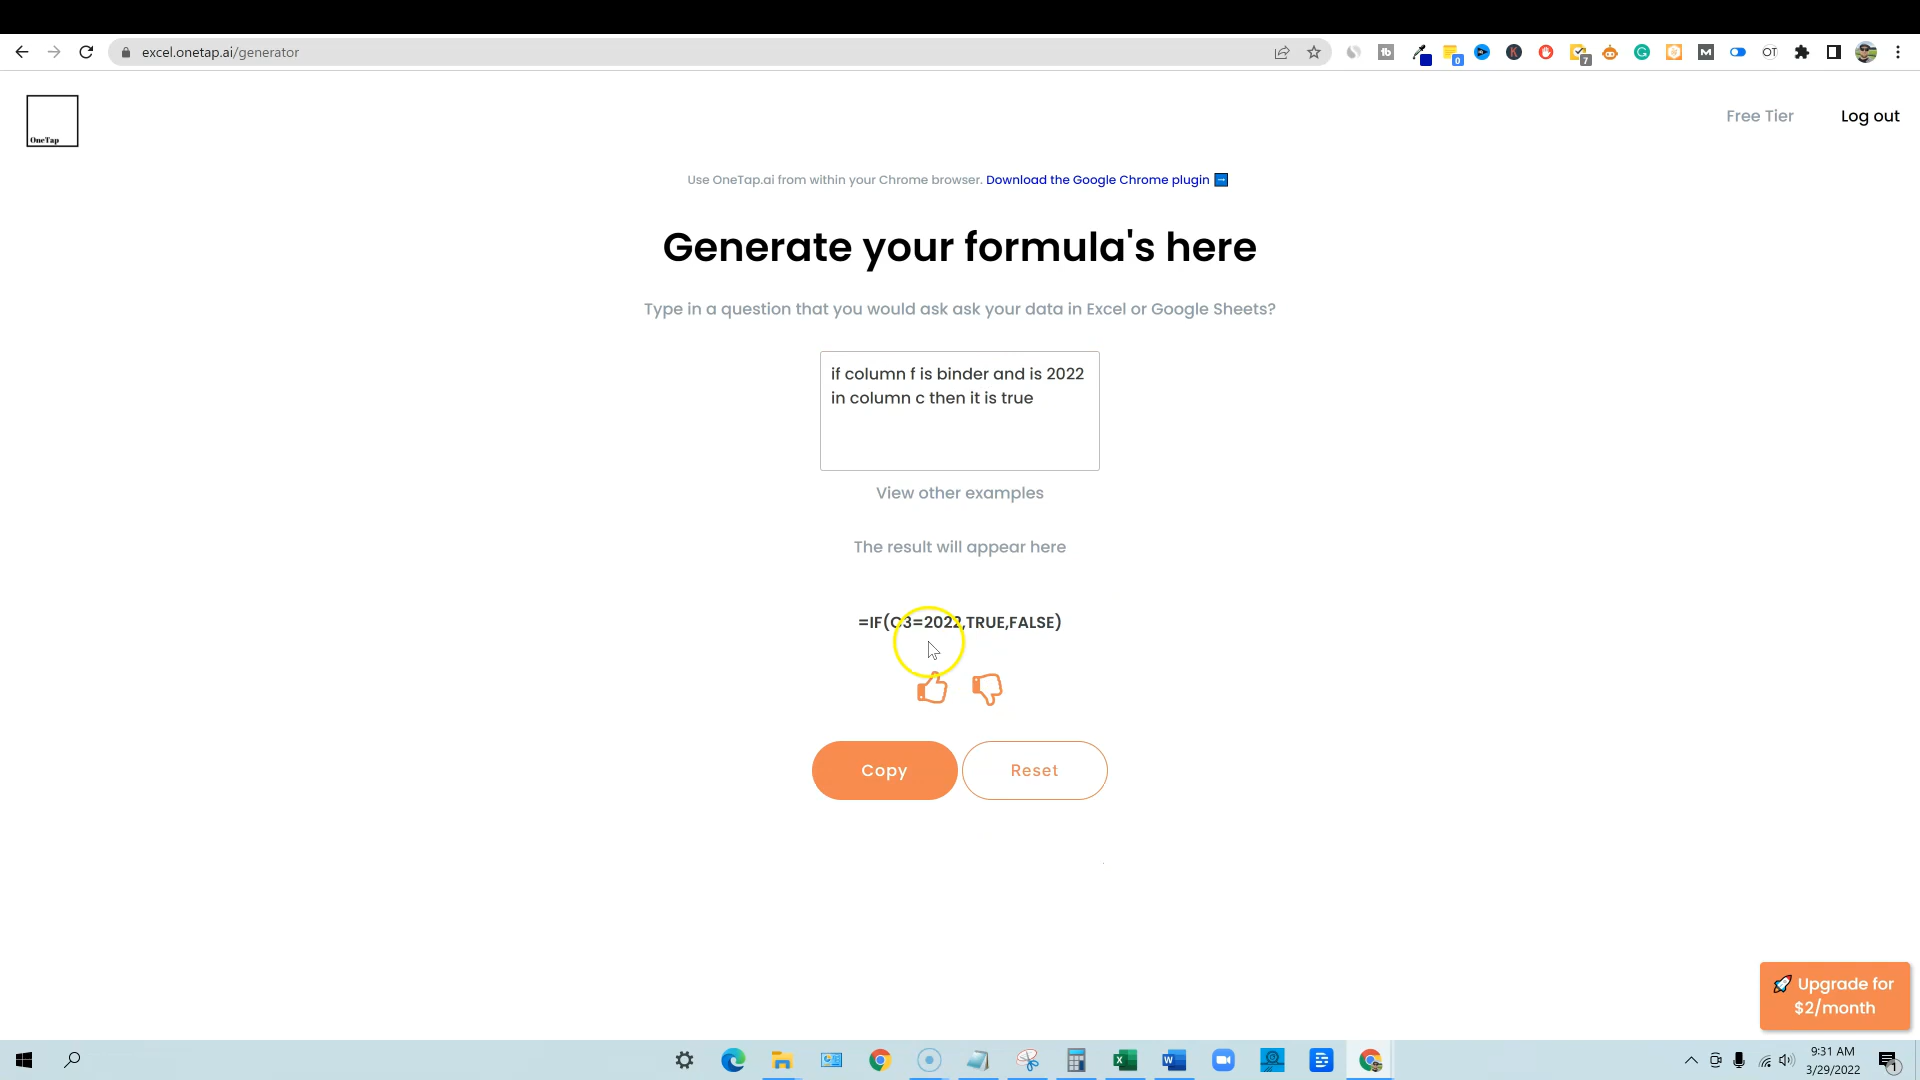 excel.onetap.ai/generator
0
7
OT
OneTap
Free Tier
Log out
Use OneTap.ai from within your Chrome browser. Download the Google Chrome plugin
Generate your formula's here
Type in a question that you would ask ask your data in Excel or Google Sheets?
if column f is binder and is 2022
in column c then it is true
View other examples
The result will appear here
=IF(C3=2022,TRUE,FALSE)
Copy
Reset
Upgrade for
$2/month
9:31 AM
3/29/2022
1